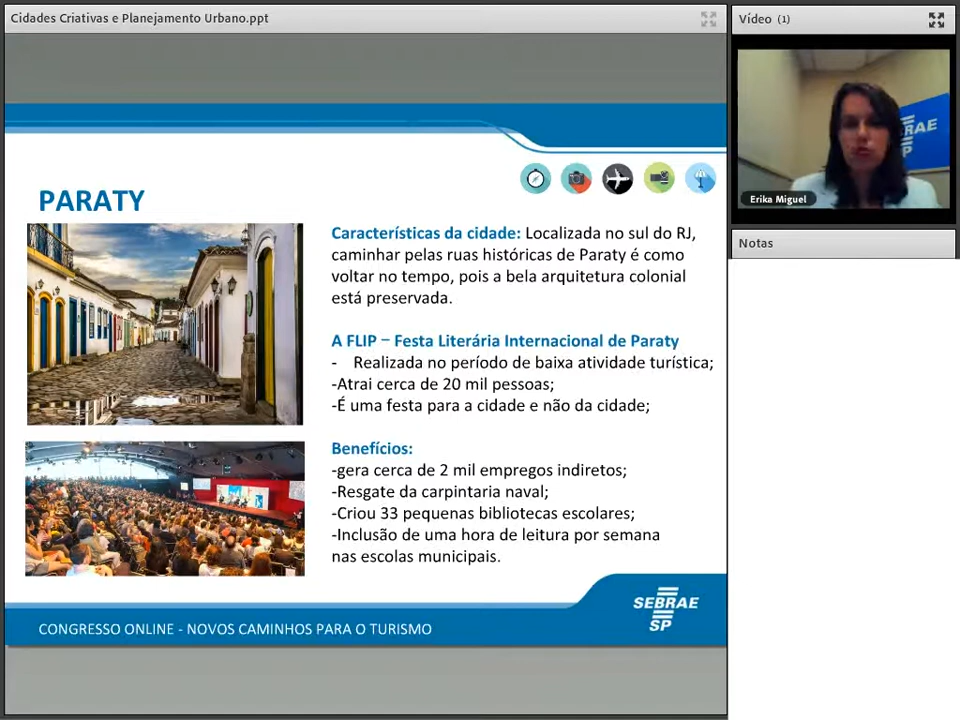 Cidades Criativas e Planejamento Urbano.ppt
Vídeo (1)
Erika Miguel
Notas
PARATY
Características da cidade: Localizada no sul do RJ,
caminhar pelas ruas históricas de Paraty é como
voltar no tempo, pois a bela arquitetura colonial
está preservada.
A FLIP – Festa Literária Internacional de Paraty
- Realizada no período de baixa atividade turística;
-Atrai cerca de 20 mil pessoas;
-É uma festa para a cidade e não da cidade;
Benefícios:
-gera cerca de 2 mil empregos indiretos;
-Resgate da carpintaria naval;
-Criou 33 pequenas bibliotecas escolares;
-Inclusão de uma hora de leitura por semana
nas escolas municipais.
SEBRAE
SP
CONGRESSO ONLINE - NOVOS CAMINHOS PARA O TURISMO
RAE
SP